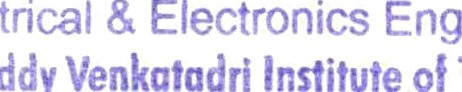 trical & Electronics Eng
ddy Venkatadri Institute of